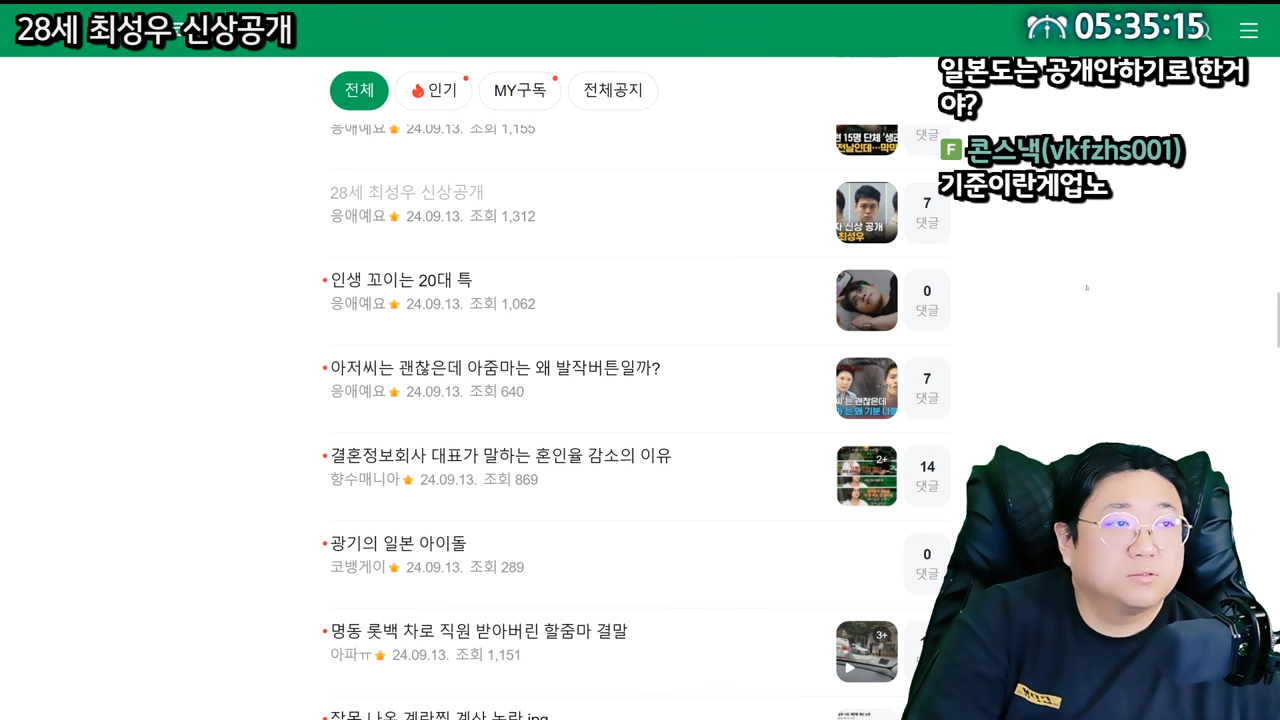 28세 최성우 신상공개
05:35:15
전체
인기
MY구독
전체공지
일본도는 공개안하기로 한거
야?
F 콘스낵(vkfzhs001)
기준이란게업노
응애예요 24.09.13. 조회 1,155
댓글
28세 최성우 신상공개
응애예요 24.09.13. 조회 1,312
신상 공개
최성우
7
댓글
인생 꼬이는 20대 특
응애예요 24.09.13. 조회 1,062
0
댓글
아저씨는 괜찮은데 아줌마는 왜 발작버튼일까?
응애예요 24.09.13. 조회 640
7
댓글
결혼정보회사 대표가 말하는 혼인율 감소의 이유
항수매니아 24.09.13. 조회 869
2+
14
댓글
광기의 일본 아이돌
코뱅게이 24.09.13. 조회 289
0
댓글
명동 롯백 차로 직원 받아버린 할줌마 결말
아파ㅠ 24.09.13. 조회 1,151
3+